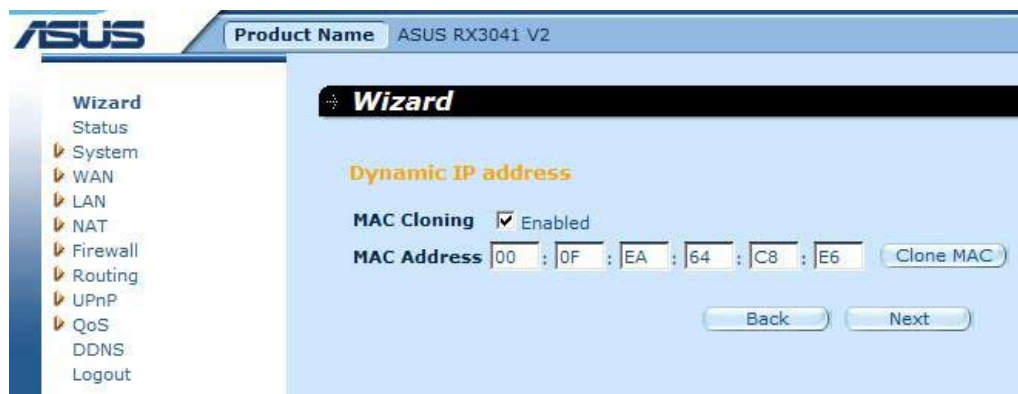 ASUS
Product Name ASUS RX3041 V2
Wizard
Status
System
WAN
LAN
NAT
Firewall
Routing
UPnP
QoS
DDNS
Logout
Wizard
Dynamic IP address
MAC Cloning Enabled
MAC Address 00 : 0F : EA : 64 : C8 : E6 Clone MAC
Back Next